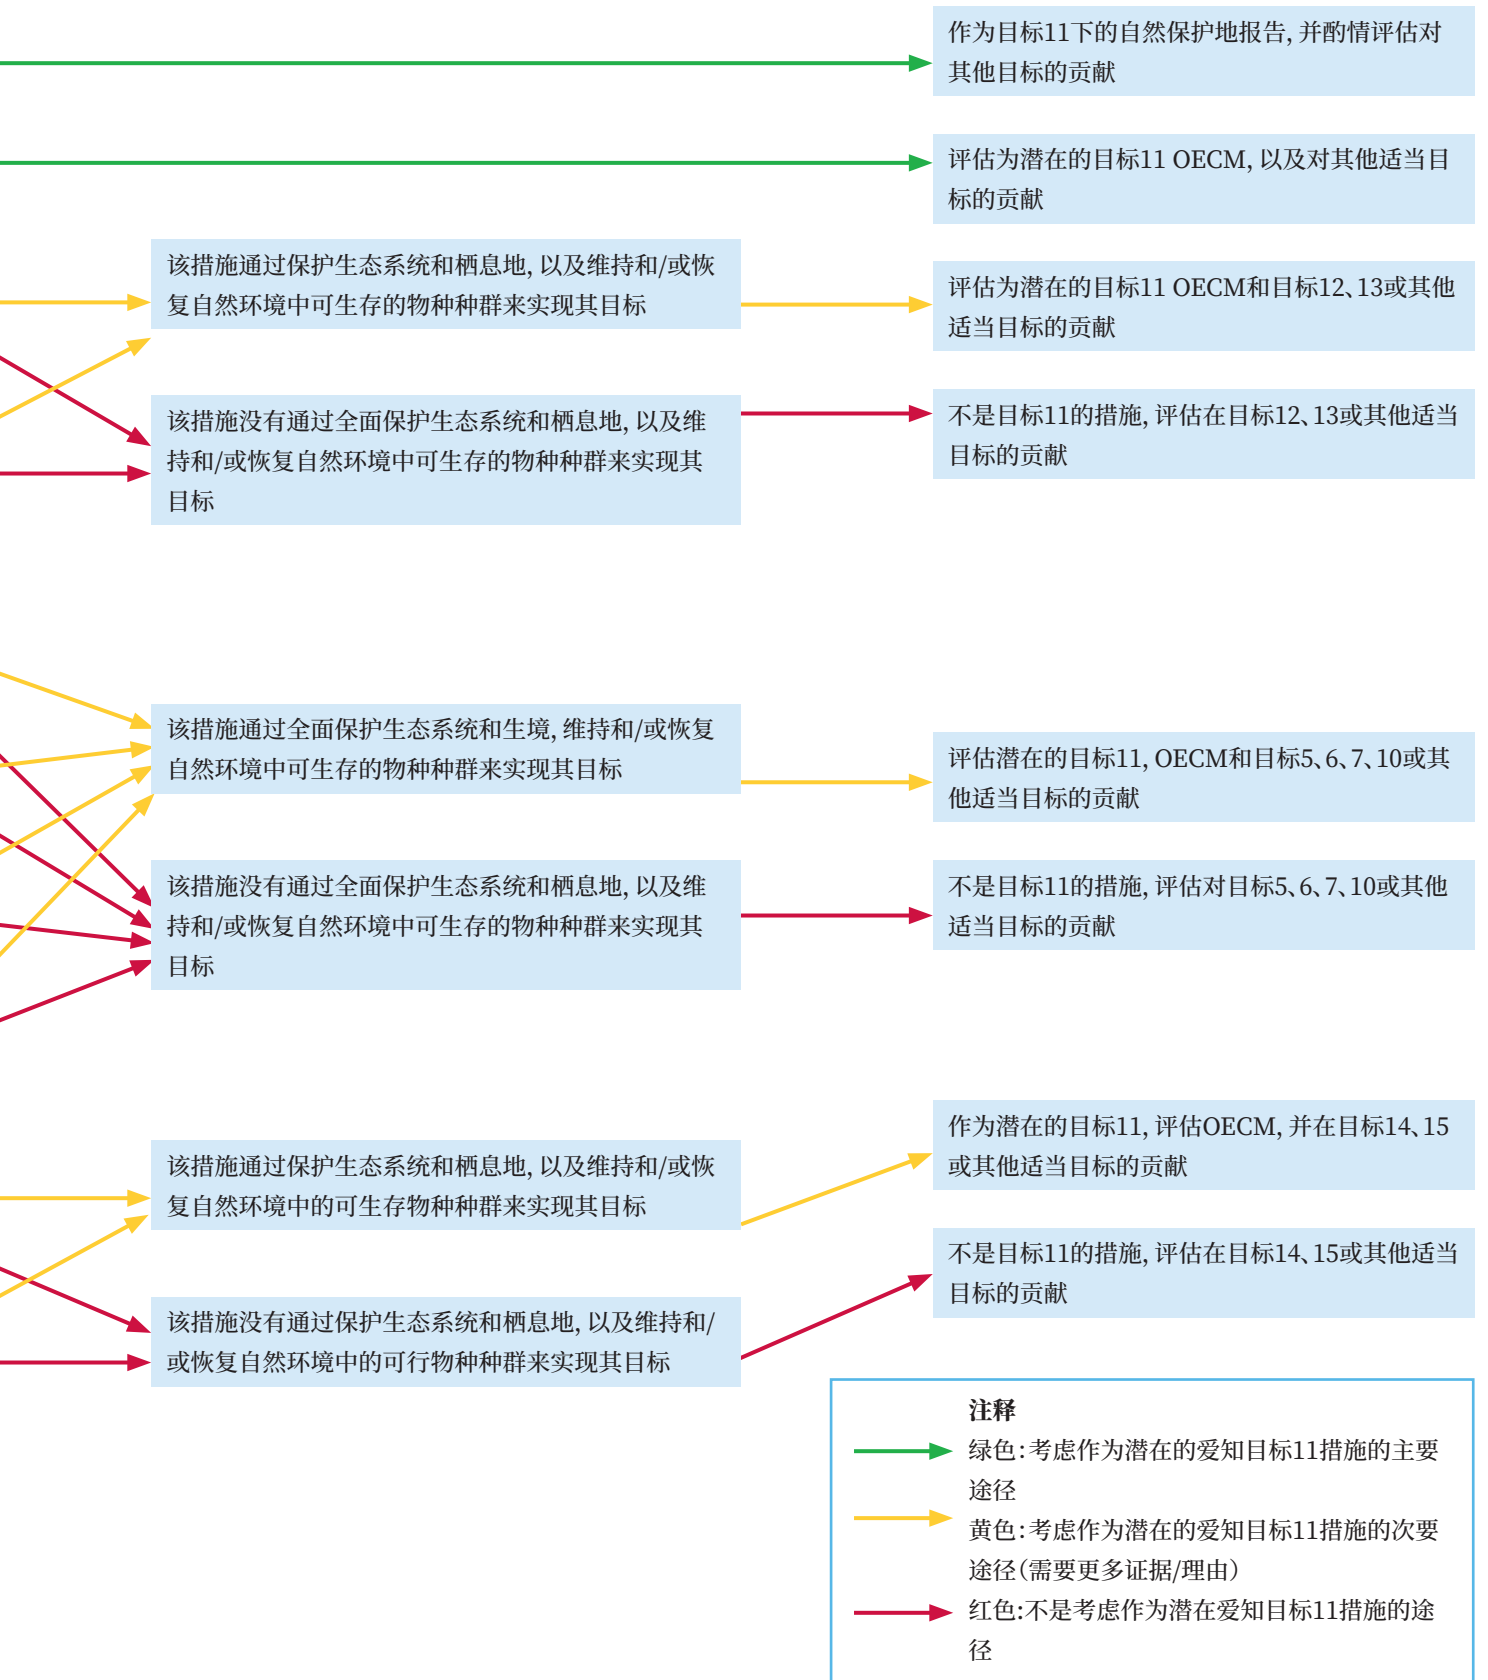 作为目标11下的自然保护地报告, 并酌情评估对
其他目标的贡献
评估为潜在的目标11 OECM, 以及对其他适当目
标的贡献
该措施通过保护生态系统和栖息地, 以及维持和/或恢
复自然环境中可生存的物种种群来实现其目标
评估为潜在的目标11 OECM和目标12、13或其他
适当目标的贡献
该措施没有通过全面保护生态系统和栖息地, 以及维
持和/或恢复自然环境中可生存的物种种群来实现其
目标
不是目标11的措施, 评估在目标12、13或其他适当
目标的贡献
该措施通过全面保护生态系统和生境, 维持和/或恢复
自然环境中可生存的物种种群来实现其目标
评估潜在的目标11, OECM和目标5、6、7、10或其
他适当目标的贡献
该措施没有通过全面保护生态系统和栖息地, 以及维
持和/或恢复自然环境中可生存的物种种群来实现其
目标
不是目标11的措施, 评估对目标5、6、7、10或其他
适当目标的贡献
该措施通过保护生态系统和栖息地, 以及维持和/或恢
复自然环境中的可生存物种种群来实现其目标
作为潜在的目标11, 评估OECM, 并在目标14、15
或其他适当目标的贡献
该措施没有通过保护生态系统和栖息地, 以及维持和/
或恢复自然环境中的可行物种种群来实现其目标
不是目标11的措施, 评估在目标14、15或其他适当
目标的贡献
注释
绿色：考虑作为潜在的爱知目标11措施的主要
途径
黄色：考虑作为潜在的爱知目标11措施的次要
途径（需要更多证据/理由）
红色:不是考虑作为潜在爱知目标11措施的途
径